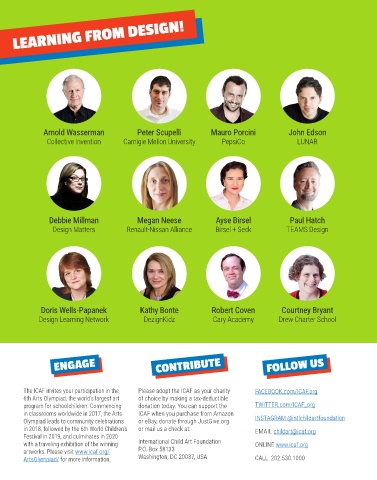 LEARNING FROM DESIGN!
Arnold Wasserman
Collective Invention
Peter Scupelli
Carnegie Mellon University
Mauro Porcini
PepsiCo
John Edson
LUNAR
Debbie Millman
Design Matters
Megan Neese
Renault-Nissan Alliance
Ayse Birsel
Birsel + Seck
Paul Hatch
TEAMS Design
Doris Wells-Papanek
Design Learning Network
Kathy Bonte
DezignKidz
Robert Coven
Cary Academy
Courtney Bryant
Drew Charter School
ENGAGE
The ICAF invites your participation in the
6th Arts Olympiad, the world's largest art
program for schoolchildren. Commencing
in classrooms worldwide in 2017, the Arts
Olympiad leads to community celebrations
in 2018, followed by the 6th World Children's
Festival in 2019, and culminates in 2020
with a traveling exhibition of the winning
artworks. Please visit www.icaf.org/
ArtsOlympiad/ for more information.
CONTRIBUTE
Please adopt the ICAF as your charity
of choice by making a tax-deductible
donation today. You can support the
ICAF when you purchase from Amazon
or eBay, donate through JustGive.org
or mail us a check at:
International Child Art Foundation
P.O. Box 58133
Washington, DC 20037, USA
FOLLOW US
FACEBOOK.com/ICAF.org
TWITTER.com/ICAF_org
INSTAGRAM @istichildartfoundation
EMAIL childart@icaf.org
ONLINE www.icaf.org
CALL 202.530.1000